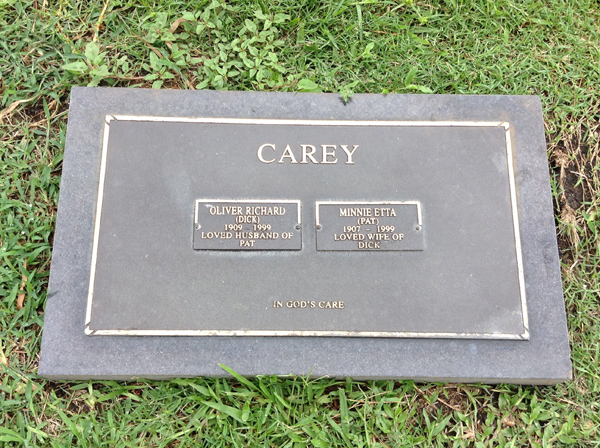 CAREY
OLIVER RICHARD
(DICK)
1909 - 1999
LOVED HUSBAND OF
PAT
MINNIE ETTA
(PAT)
1907 - 1999
LOVED WIFE OF
DICK
IN GOD'S CARE